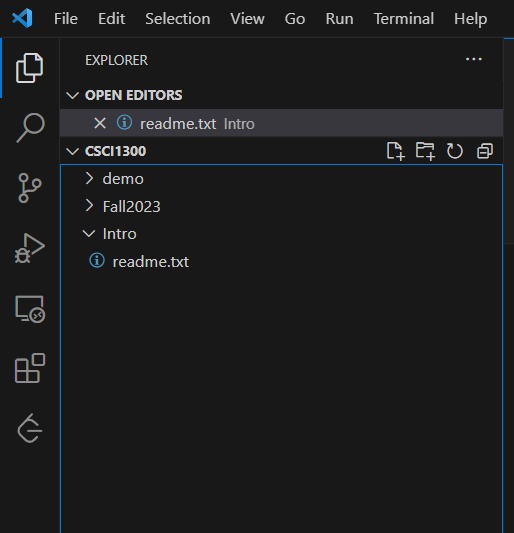 File Edit Selection View Go Run Terminal Help
EXPLORER
OPEN EDITORS
readme.txt Intro
CSCI1300
demo
Fall2023
Intro
readme.txt